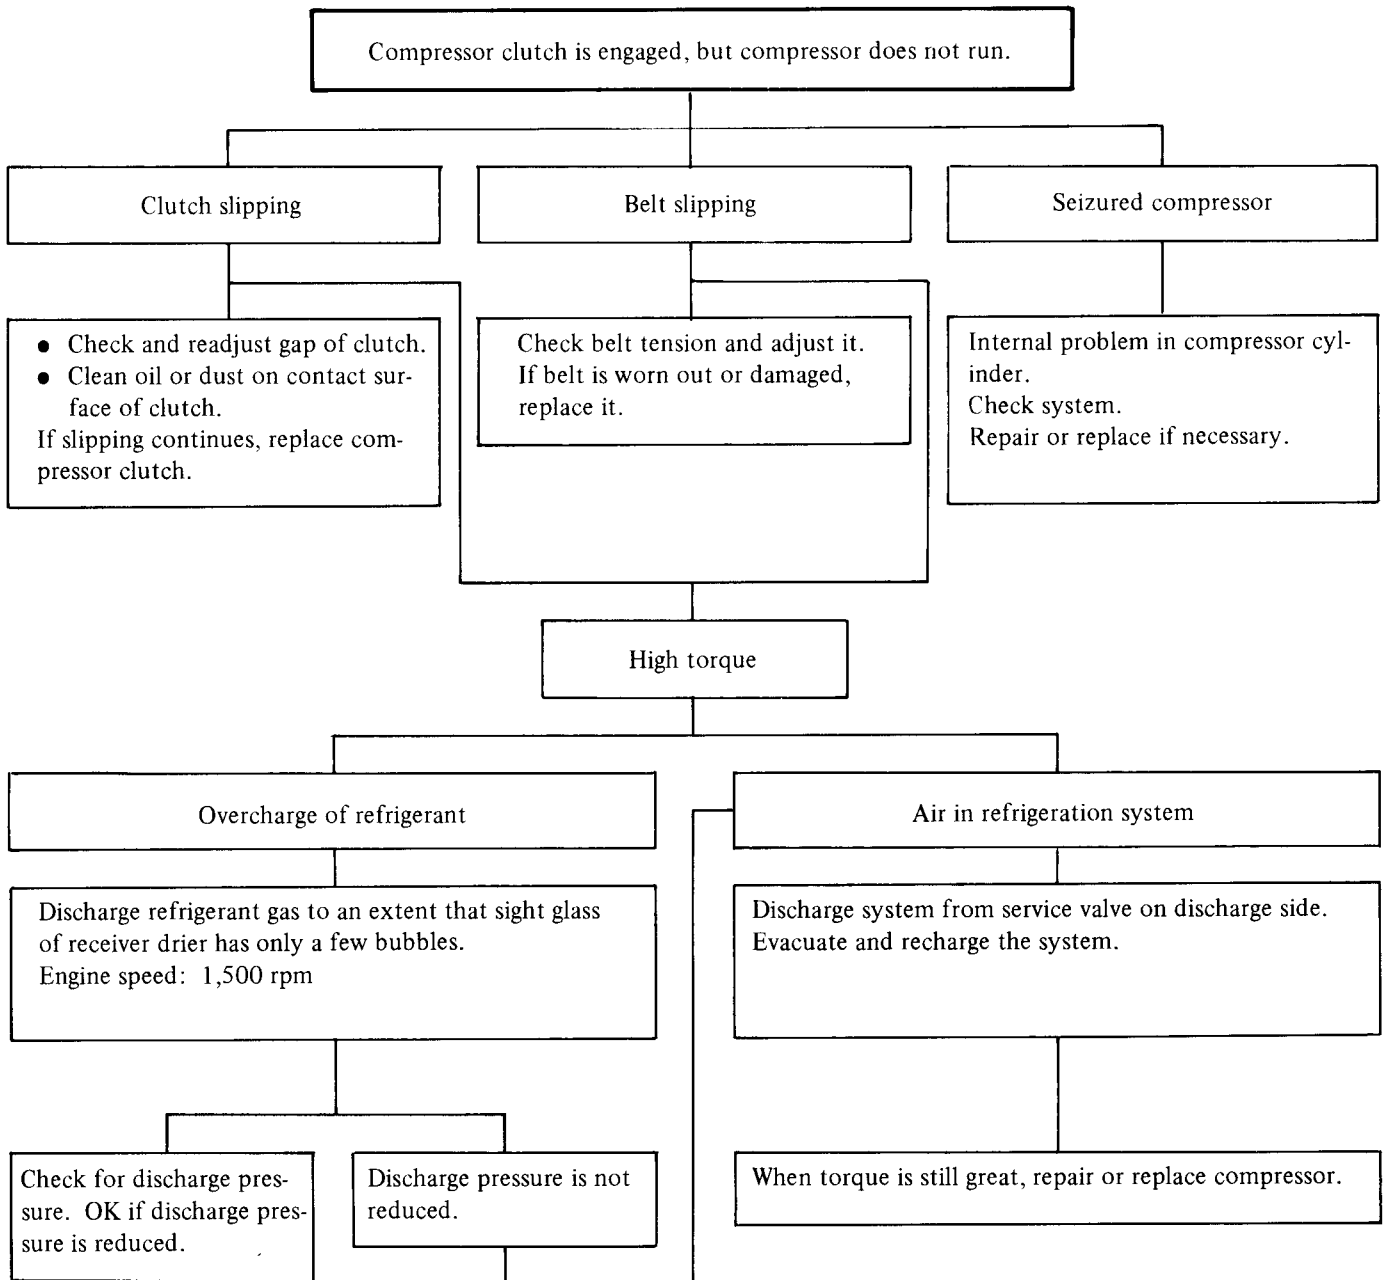 Compressor clutch is engaged, but compressor does not run.
Clutch slipping
Belt slipping
Seizured compressor
● Check and readjust gap of clutch.
● Clean oil or dust on contact sur-
face of clutch.
If slipping continues, replace com-
pressor clutch.
Check belt tension and adjust it.
If belt is worn out or damaged,
replace it.
Internal problem in compressor cyl-
inder.
Check system.
Repair or replace if necessary.
High torque
Overcharge of refrigerant
Air in refrigeration system
Discharge refrigerant gas to an extent that sight glass
of receiver drier has only a few bubbles.
Engine speed: 1,500 rpm
Discharge system from service valve on discharge side.
Evacuate and recharge the system.
Check for discharge pres-
sure. OK if discharge pres-
sure is reduced.
Discharge pressure is not
reduced.
When torque is still great, repair or replace compressor.